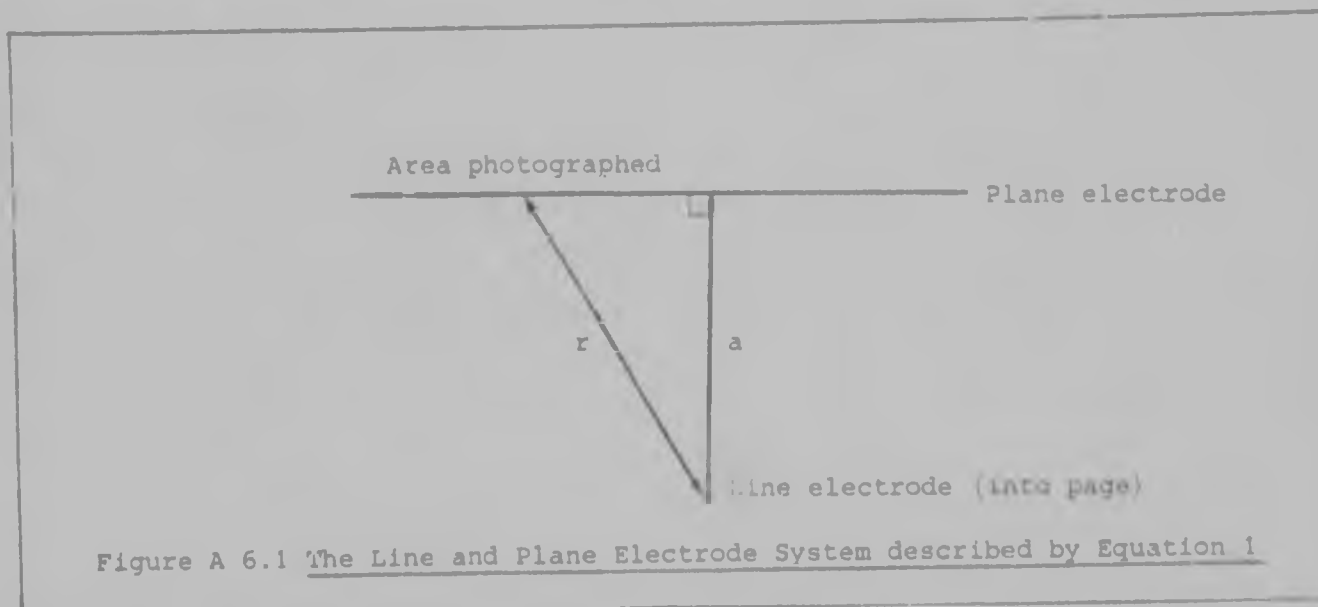 Area photographed
Plane electrode
r
a
Line electrode (into page)
Figure A 6.1 The Line and Plane Electrode System described by Equation 1